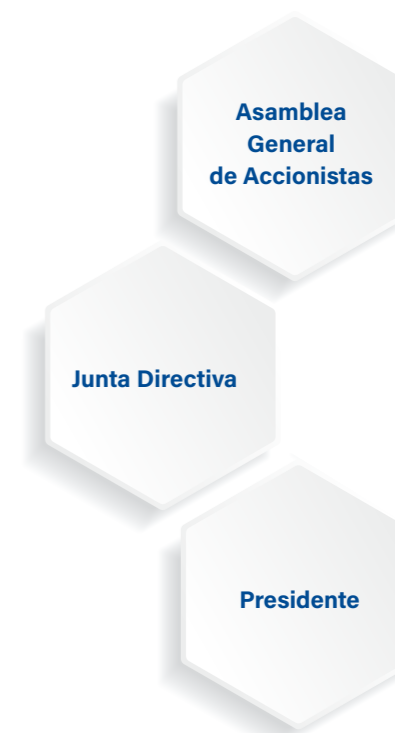 Asamblea
General
de Accionistas
Junta Directiva
Presidente